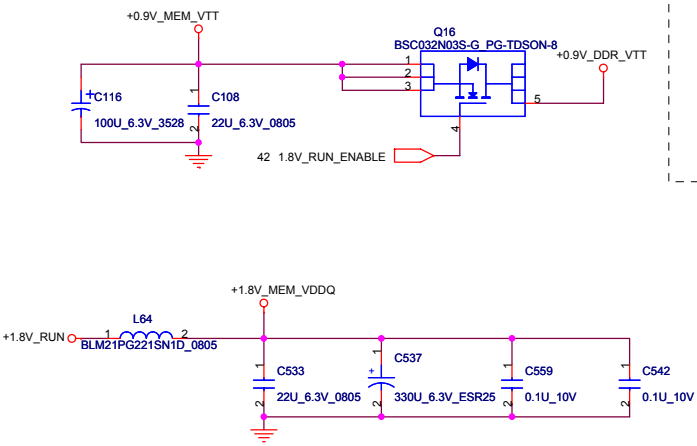 +0.9V_MEM_VTT
Q16
BSC032N03S-G_PG-TDSON-8
+0.9V_DDR_VTT
1
2
3
5
4
C116
100U_6.3V_3528
1
C108
2
22U_6.3V_0805
42 1.8V_RUN_ENABLE
+1.8V_MEM_VDDQ
L64
+1.8V_RUN
1
2
BLM21PG221SN1D_0805
1
C533
2
22U_6.3V_0805
1
C537
2
330U_6.3V_ESR25
1
C559
2
0.1U_10V
1
C542
2
0.1U_10V